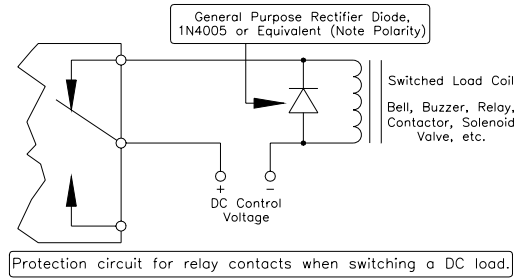 General Purpose Rectifier Diode,
1N4005 or Equivalent (Note Polarity)
Switched Load Coil
Bell, Buzzer, Relay,
Contactor, Solenoid
Valve, etc.
+ −
DC Control
Voltage
Protection circuit for relay contacts when switching a DC load.